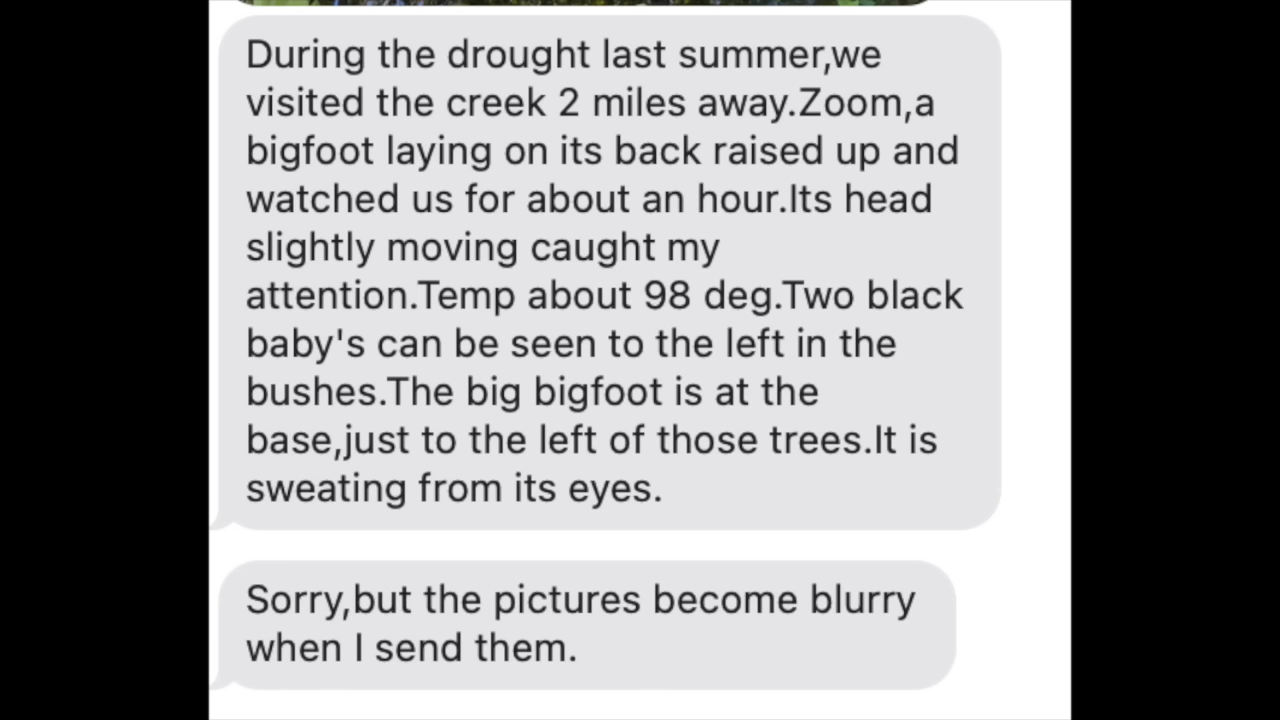 During the drought last summer,we
visited the creek 2 miles away.Zoom,a
bigfoot laying on its back raised up and
watched us for about an hour.Its head
slightly moving caught my
attention.Temp about 98 deg.Two black
baby's can be seen to the left in the
bushes.The big bigfoot is at the
base,just to the left of those trees.It is
sweating from its eyes.
Sorry,but the pictures become blurry
when I send them.